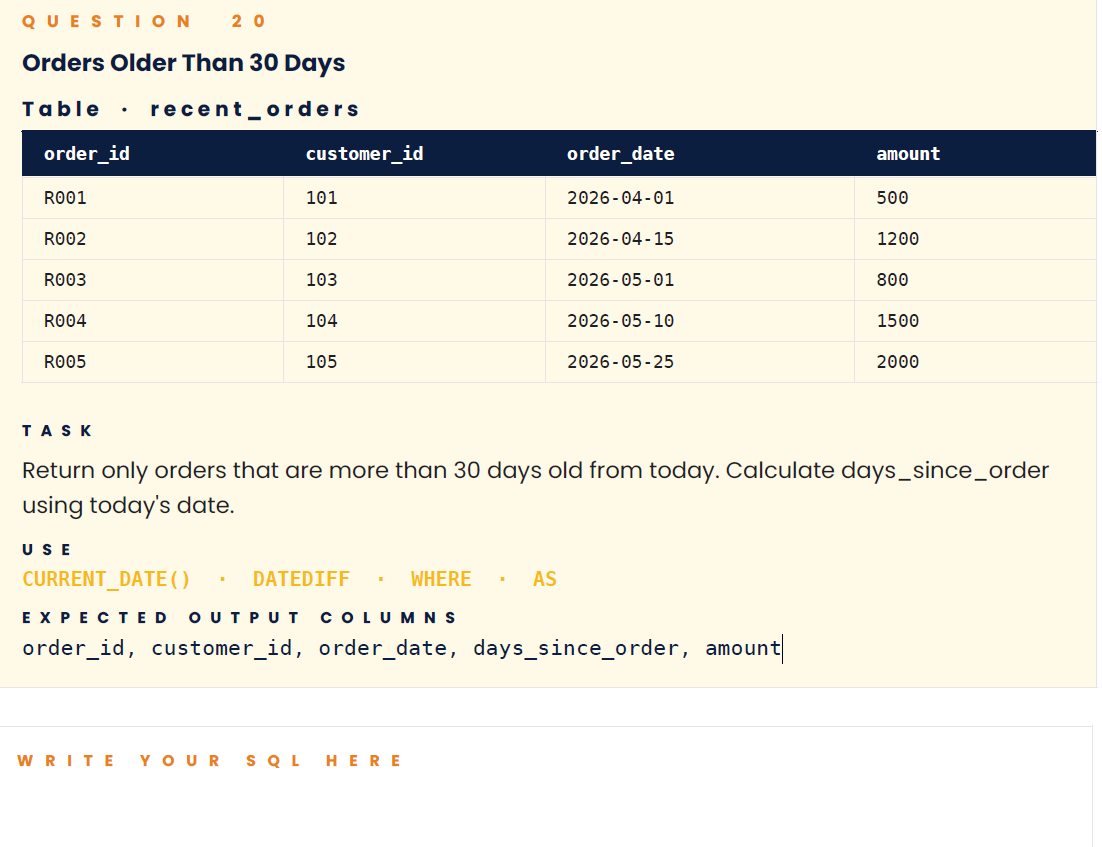 QUESTION 20
Orders Older Than 30 Days
Table · recent_orders
order_id customer_id order_date amount
R001 101 2026-04-01 500
R002 102 2026-04-15 1200
R003 103 2026-05-01 800
R004 104 2026-05-10 1500
R005 105 2026-05-25 2000
TASK
Return only orders that are more than 30 days old from today. Calculate days_since_order
using today's date.
USE
CURRENT_DATE() · DATEDIFF · WHERE · AS
EXPECTED OUTPUT COLUMNS
order_id, customer_id, order_date, days_since_order, amount
WRITE YOUR SQL HERE